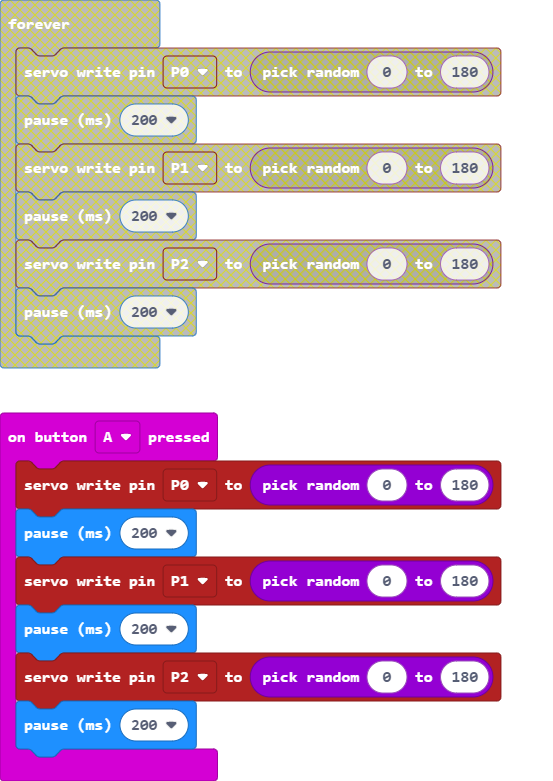 forever
servo write pin P0 to pick random 0 to 180
pause (ms) 200
servo write pin P1 to pick random 0 to 180
pause (ms) 200
servo write pin P2 to pick random 0 to 180
pause (ms) 200
on button A pressed
servo write pin P0 to pick random 0 to 180
pause (ms) 200
servo write pin P1 to pick random 0 to 180
pause (ms) 200
servo write pin P2 to pick random 0 to 180
pause (ms) 200